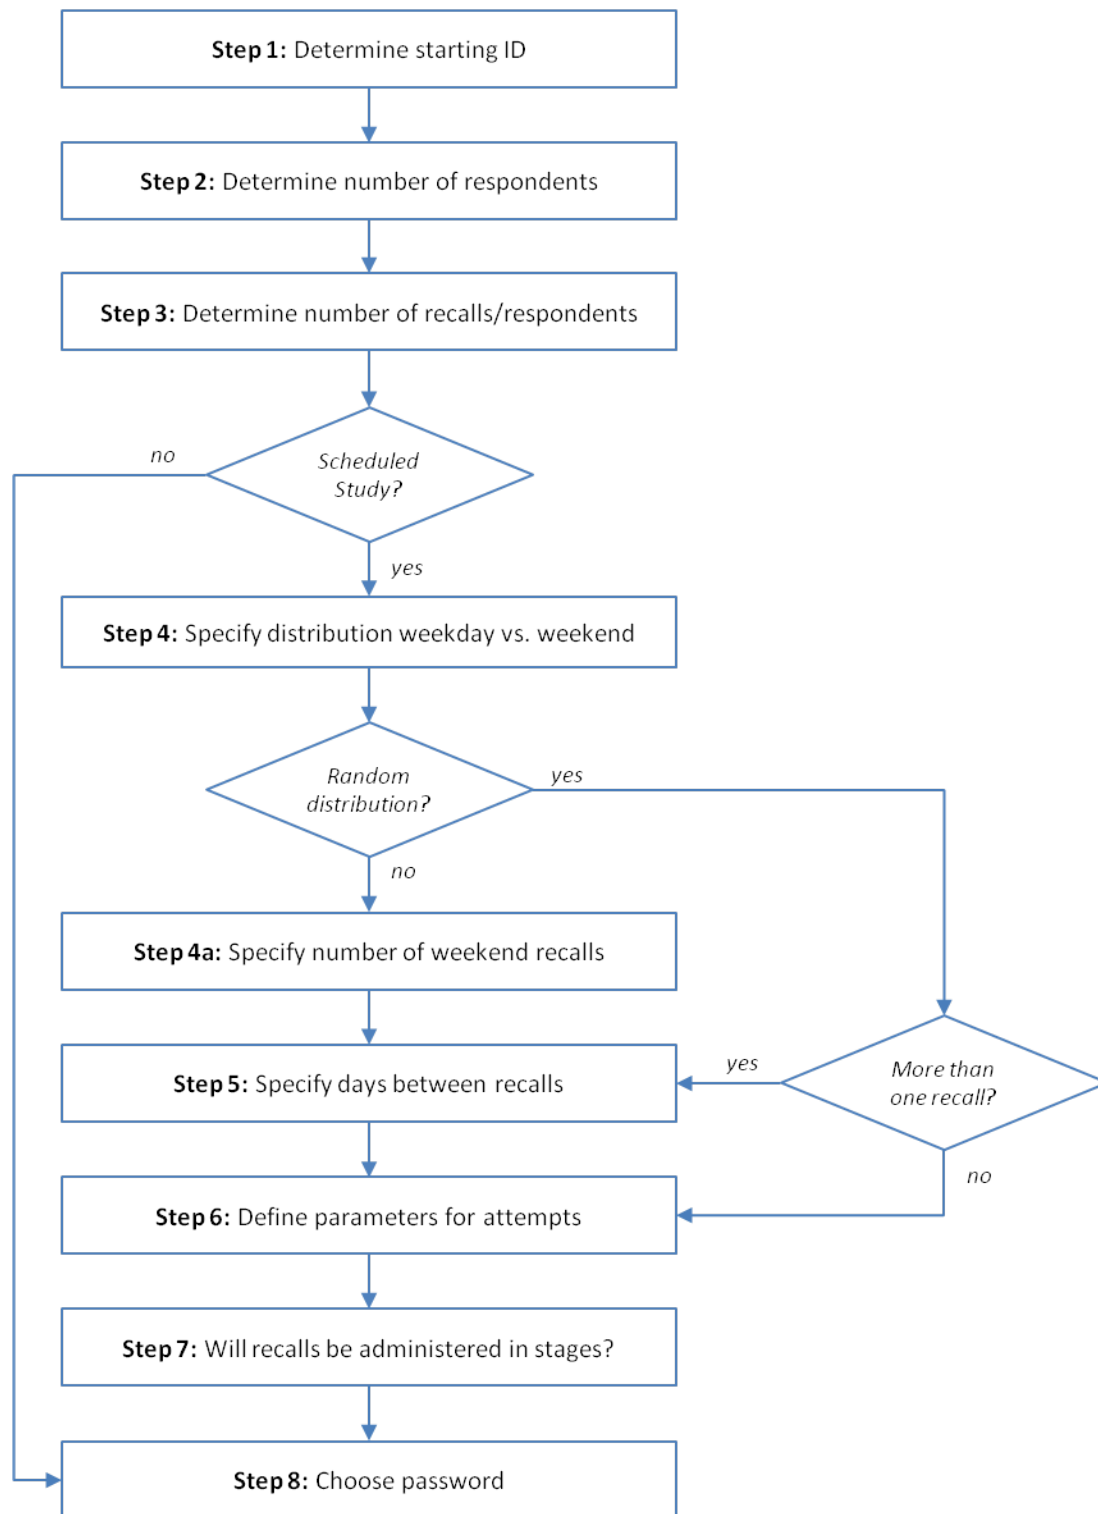 Step 1: Determine starting ID
Step 2: Determine number of respondents
Step 3: Determine number of recalls/respondents
no
Scheduled
Study?
yes
Step 4: Specify distribution weekday vs. weekend
Random
distribution?
yes
no
Step 4a: Specify number of weekend recalls
Step 5: Specify days between recalls
yes
More than
one recall?
no
Step 6: Define parameters for attempts
Step 7: Will recalls be administered in stages?
Step 8: Choose password